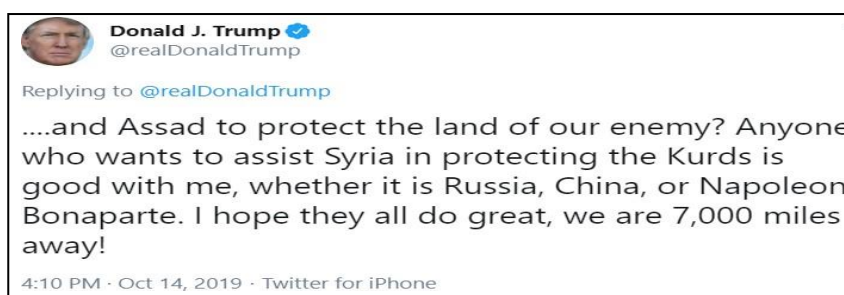 Donald J. Trump
@realDonaldTrump
Replying to @realDonaldTrump
....and Assad to protect the land of our enemy? Anyone
who wants to assist Syria in protecting the Kurds is
good with me, whether it is Russia, China, or Napoleon
Bonaparte. I hope they all do great, we are 7,000 miles
away!
4:10 PM · Oct 14, 2019 · Twitter for iPhone